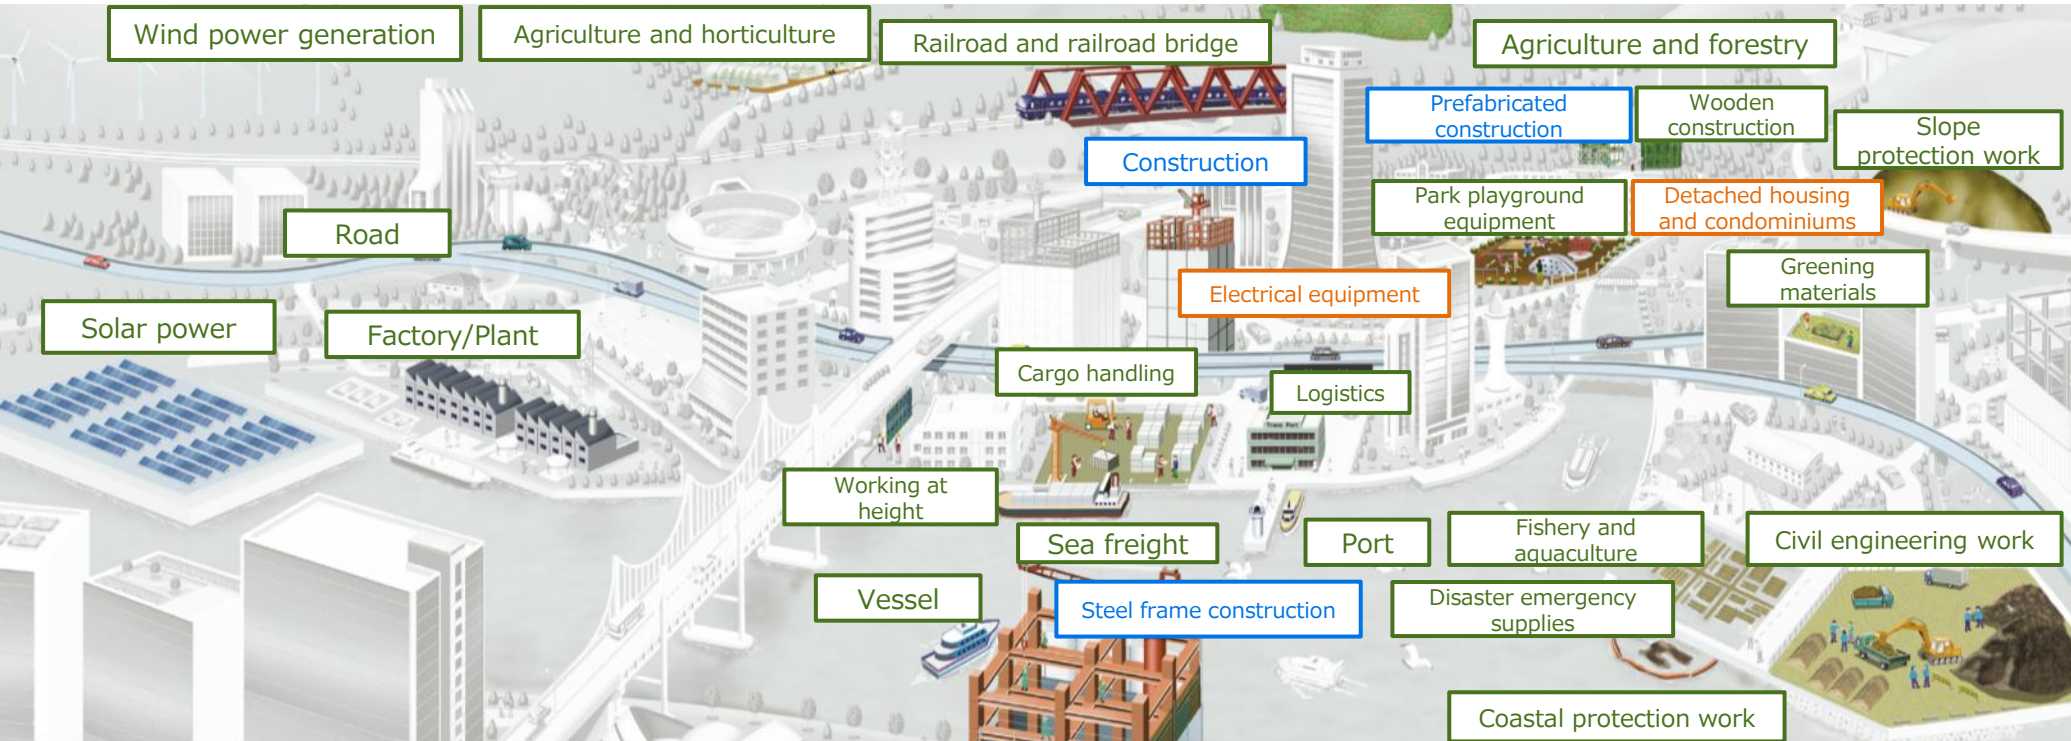 Wind power generation
Agriculture and horticulture
Railroad and railroad bridge
Agriculture and forestry
Prefabricated
construction
Wooden
construction
Slope
protection work
Construction
Park playground
equipment
Detached housing
and condominiums
Road
Greening
materials
Electrical equipment
Solar power
Factory/Plant
Cargo handling
Logistics
Trans Port
Working at
height
Sea freight
Port
Fishery and
aquaculture
Civil engineering work
Vessel
Steel frame construction
Disaster emergency
supplies
Coastal protection work